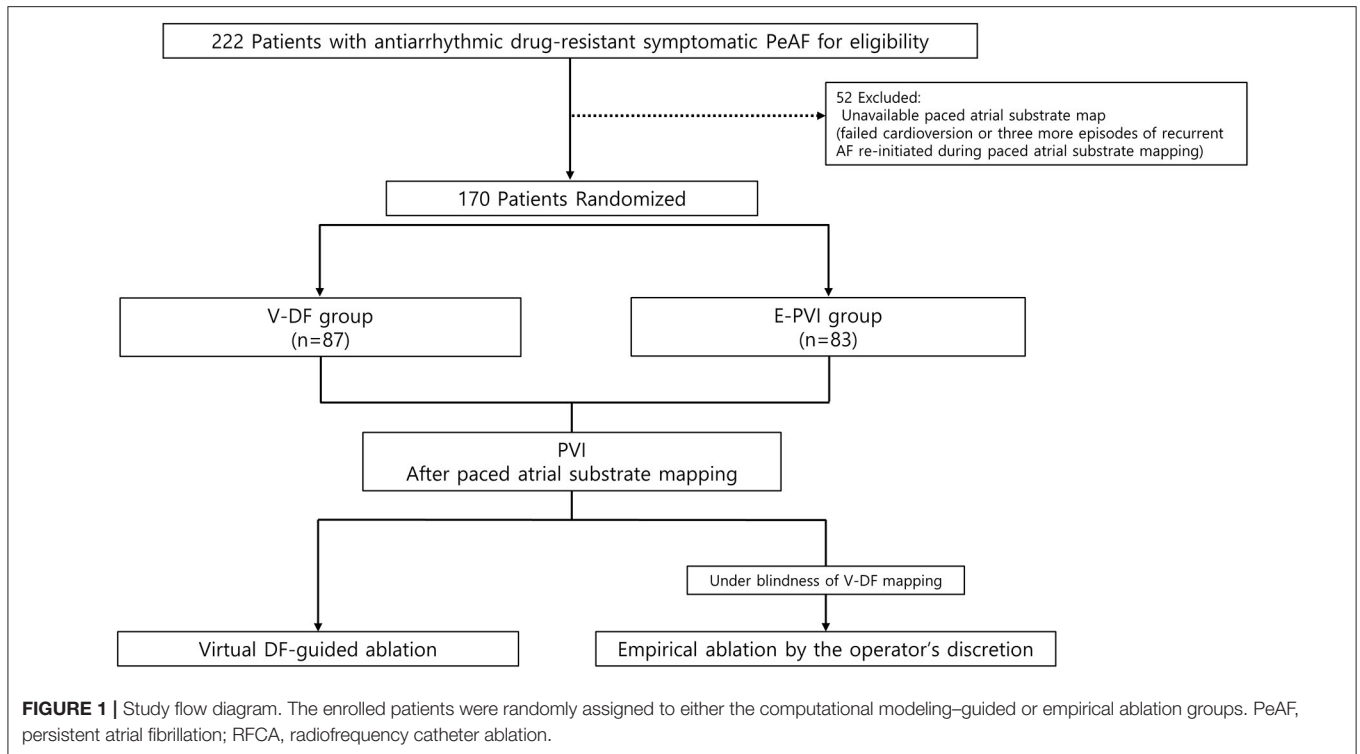 222 Patients with antiarrhythmic drug-resistant symptomatic PeAF for eligibility
52 Excluded:
Unavailable paced atrial substrate map
(failed cardioversion or three more episodes of recurrent
AF re-initiated during paced atrial substrate mapping)
170 Patients Randomized
V-DF group
(n=87)
E-PVI group
(n=83)
PVI
After paced atrial substrate mapping
Under blindness of V-DF mapping
Virtual DF-guided ablation
Empirical ablation by the operator's discretion
FIGURE 1 | Study flow diagram. The enrolled patients were randomly assigned to either the computational modeling–guided or empirical ablation groups. PeAF,
persistent atrial fibrillation; RFCA, radiofrequency catheter ablation.